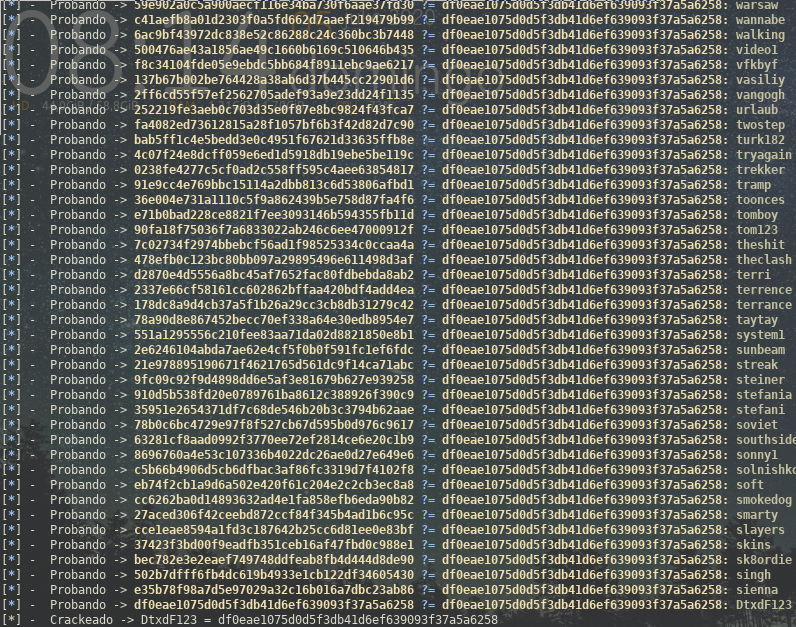 [*] - Probando -> 59e902a0c5a900aecf116e34ba730f6aae37fd30 ?= df0eae1075d0d5f3db41d6ef639093f37a5a6258: warsaw
[*] - Probando -> c41aefb8a01d2303f0a5fd662d7aaef219479b99 ?= df0eae1075d0d5f3db41d6ef639093f37a5a6258: wannabe
[*] - Probando -> 6ac9bf43972dc83852c86288c24c360bc3b7448 ?= df0eae1075d0d5f3db41d6ef639093f37a5a6258: walking
[*] - Probando -> 500476ae43a1856ae49c1660b6169c510646b435 ?= df0eae1075d0d5f3db41d6ef639093f37a5a6258: video1
[*] - Probando -> f8c34104fde05e9ebdc5bb684f8911ebc9ae6217 ?= df0eae1075d0d5f3db41d6ef639093f37a5a6258: vfkbyf
[*] - Probando -> 137b67b002be764428a38ab6d37b4417c22901d6 ?= df0eae1075d0d5f3db41d6ef639093f37a5a6258: vasiliy
[*] - Probando -> 2ff6cd5f57ef2562705adef93a9e23dd24f11315 ?= df0eae1075d0d5f3db41d6ef639093f37a5a6258: vangogh
[*] - Probando -> 252219fe3aeb0c703d35e0f87e8bc9824f43fca7 ?= df0eae1075d0d5f3db41d6ef639093f37a5a6258: urlaub
[*] - Probando -> fa4082ed73612815a28f1057bf6b3f42d82d7c90 ?= df0eae1075d0d5f3db41d6ef639093f37a5a6258: twostep
[*] - Probando -> bab5ff1c4e5bedd3e0c4951f67621d33635ffb8e ?= df0eae1075d0d5f3db41d6ef639093f37a5a6258: turk182
[*] - Probando -> 4c07f24e8dcff059e6ed1d5918db19ebe5be119c ?= df0eae1075d0d5f3db41d6ef639093f37a5a6258: tryagain
[*] - Probando -> 0238fe4277c5cf0ad2c558ff595c4aee63854817 ?= df0eae1075d0d5f3db41d6ef639093f37a5a6258: trekker
[*] - Probando -> 91e9cc4e769bbc15114a2dbb813c6d53806afbd1 ?= df0eae1075d0d5f3db41d6ef639093f37a5a6258: tramp
[*] - Probando -> 36e004e731a1110c5f9a862439b5e758d87fa4f6 ?= df0eae1075d0d5f3db41d6ef639093f37a5a6258: toonces
[*] - Probando -> e71b0bad228ce8821f7ee3093146b594355fb11d ?= df0eae1075d0d5f3db41d6ef639093f37a5a6258: tomboy
[*] - Probando -> 90fa18f75036f7a6833022ab246c6ee47000912f ?= df0eae1075d0d5f3db41d6ef639093f37a5a6258: tom123
[*] - Probando -> 7c02734f2974bbebcf56ad1f98525334c0ccaa4a ?= df0eae1075d0d5f3db41d6ef639093f37a5a6258: theshit
[*] - Probando -> 478efb0c123bc80bb097a29895496e611498d3af ?= df0eae1075d0d5f3db41d6ef639093f37a5a6258: theclash
[*] - Probando -> d2870e4d5556a8bc45af7652fac80fdbebda8ab2 ?= df0eae1075d0d5f3db41d6ef639093f37a5a6258: terri
[*] - Probando -> 2337e66cf58161cc602862bffaa420bdf4add4ea ?= df0eae1075d0d5f3db41d6ef639093f37a5a6258: terrence
[*] - Probando -> 178dc8a9d4cb37a5f1b26a29cc3cb8db31279c42 ?= df0eae1075d0d5f3db41d6ef639093f37a5a6258: terrance
[*] - Probando -> 78a90d8e867452becc70ef338a64e30edb8954e7 ?= df0eae1075d0d5f3db41d6ef639093f37a5a6258: taytay
[*] - Probando -> 551a1295556c210fee83aa71da02d8821850e8b1 ?= df0eae1075d0d5f3db41d6ef639093f37a5a6258: system1
[*] - Probando -> 2e6246104abda7ae62e4cf5f0b0f591fc1ef6fdc ?= df0eae1075d0d5f3db41d6ef639093f37a5a6258: sunbeam
[*] - Probando -> 21e978895190671f4621765d561dc9f14ca71abc ?= df0eae1075d0d5f3db41d6ef639093f37a5a6258: streak
[*] - Probando -> 9fc09c92f9d4898dd6e5af3e81679b627e939258 ?= df0eae1075d0d5f3db41d6ef639093f37a5a6258: steiner
[*] - Probando -> 910d5b538fd20e0789761ba8612c388926f390c9 ?= df0eae1075d0d5f3db41d6ef639093f37a5a6258: stefania
[*] - Probando -> 35951e2654371df7c68de546b20b3c3794b62aae ?= df0eae1075d0d5f3db41d6ef639093f37a5a6258: stefani
[*] - Probando -> 78b0c6bc4729e97f8f527cb67d595b0d976c9617 ?= df0eae1075d0d5f3db41d6ef639093f37a5a6258: soviet
[*] - Probando -> 63281cf8aad0992f3770ee72ef2814ce6e20c1b9 ?= df0eae1075d0d5f3db41d6ef639093f37a5a6258: southside
[*] - Probando -> 8696760a4e53c107336b4022dc26ae0d27e649e6 ?= df0eae1075d0d5f3db41d6ef639093f37a5a6258: sonny1
[*] - Probando -> c5b66b4906d5cb6dfbac3af86fc3319d7f4102f8 ?= df0eae1075d0d5f3db41d6ef639093f37a5a6258: solnishko
[*] - Probando -> eb74f2cb1a9d6a502e420f61c204e2c2cb3ec8a8 ?= df0eae1075d0d5f3db41d6ef639093f37a5a6258: soft
[*] - Probando -> cc6262ba0d14893632ad4e1fa858efb6eda90b82 ?= df0eae1075d0d5f3db41d6ef639093f37a5a6258: smokedog
[*] - Probando -> 27aced306f42ceebd872ccf84f345b4ad1b6c95c ?= df0eae1075d0d5f3db41d6ef639093f37a5a6258: smarty
[*] - Probando -> cce1eae8594a1fd3c187642b25cc6d81ee0e83bf ?= df0eae1075d0d5f3db41d6ef639093f37a5a6258: slayers
[*] - Probando -> 37423f3bd00f9eadfb351ceb16af47fbd0c988e1 ?= df0eae1075d0d5f3db41d6ef639093f37a5a6258: skins
[*] - Probando -> bec782e3e2eaef749748ddfeab8fb4d444d8de90 ?= df0eae1075d0d5f3db41d6ef639093f37a5a6258: sk8ordie
[*] - Probando -> 502b7dfff6fb4dc619b4933e1cb122df34605430 ?= df0eae1075d0d5f3db41d6ef639093f37a5a6258: singh
[*] - Probando -> e35b78f98a7d5e97029a32c16b016a7dbc23ab86 ?= df0eae1075d0d5f3db41d6ef639093f37a5a6258: sienna
[*] - Probando -> df0eae1075d0d5f3db41d6ef639093f37a5a6258 ?= df0eae1075d0d5f3db41d6ef639093f37a5a6258: DtxdF123
[*] - Crackeado -> DtxdF123 = df0eae1075d0d5f3db41d6ef639093f37a5a6258